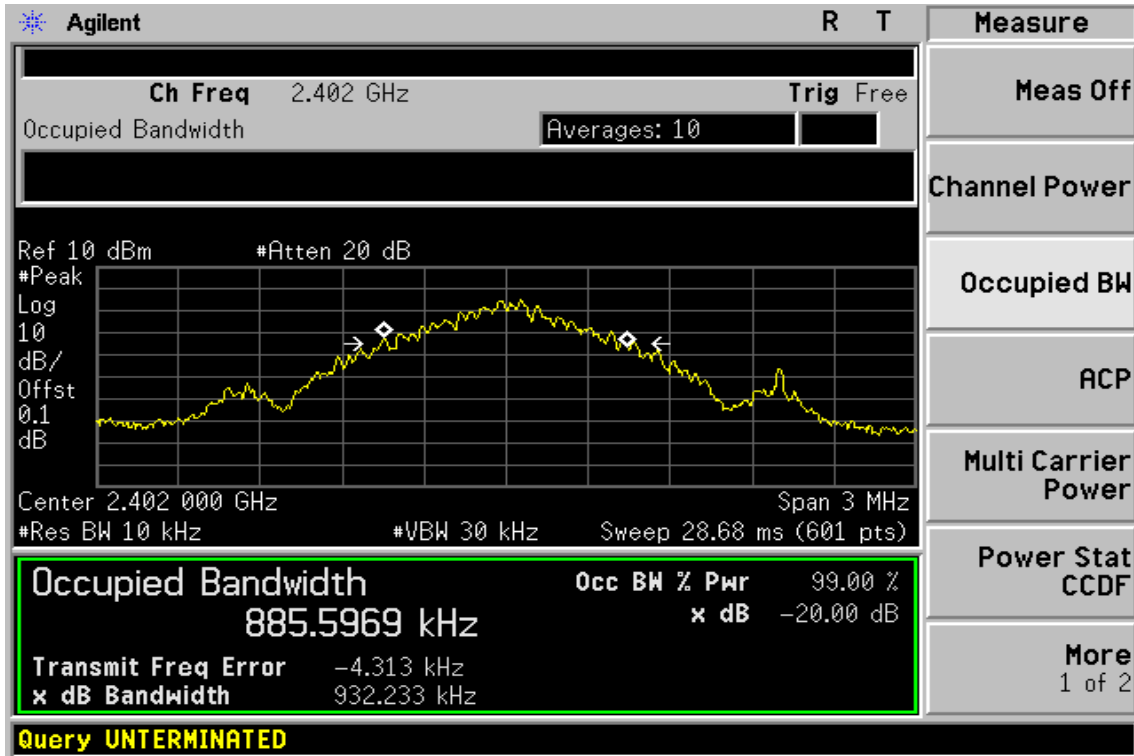 Agilent R T
Ch Freq 2.402 GHz Trig Free
Occupied Bandwidth Averages: 10
Ref 10 dBm #Atten 20 dB
#Peak
Log
10
dB/
Offst
0.1
dB
Center 2.402 000 GHz Span 3 MHz
#Res BW 10 kHz #VBW 30 kHz Sweep 28.68 ms (601 pts)
Occupied Bandwidth Occ BW % Pwr 99.00 %
885.5969 kHz x dB -20.00 dB
Transmit Freq Error -4.313 kHz
x dB Bandwidth 932.233 kHz
Query UNTERMINATED
Measure
Meas Off
Channel Power
Occupied BW
ACP
Multi Carrier
Power
Power Stat
CCDF
More
1 of 2